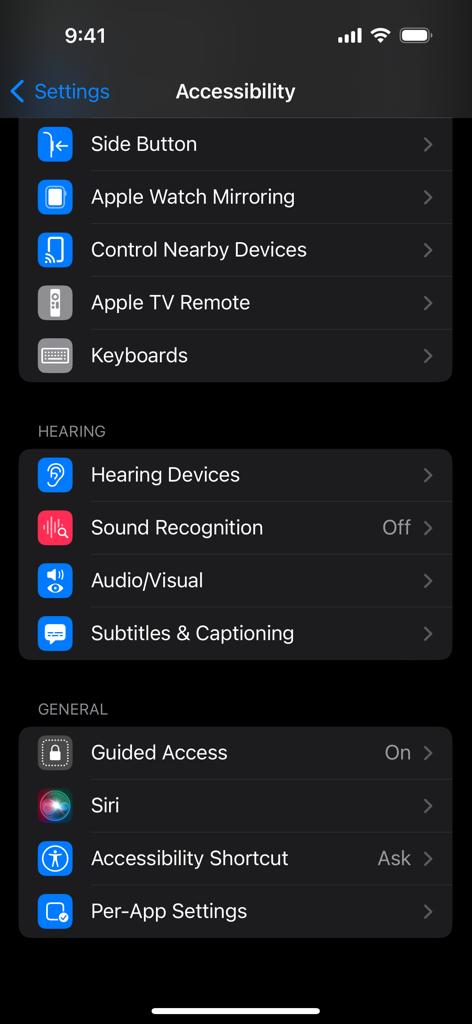 9:41
Settings
Accessibility
Side Button
Apple Watch Mirroring
Control Nearby Devices
Apple TV Remote
Keyboards
HEARING
Hearing Devices
Sound Recognition Off
Audio/Visual
Subtitles & Captioning
GENERAL
Guided Access On
Siri
Accessibility Shortcut Ask
Per-App Settings